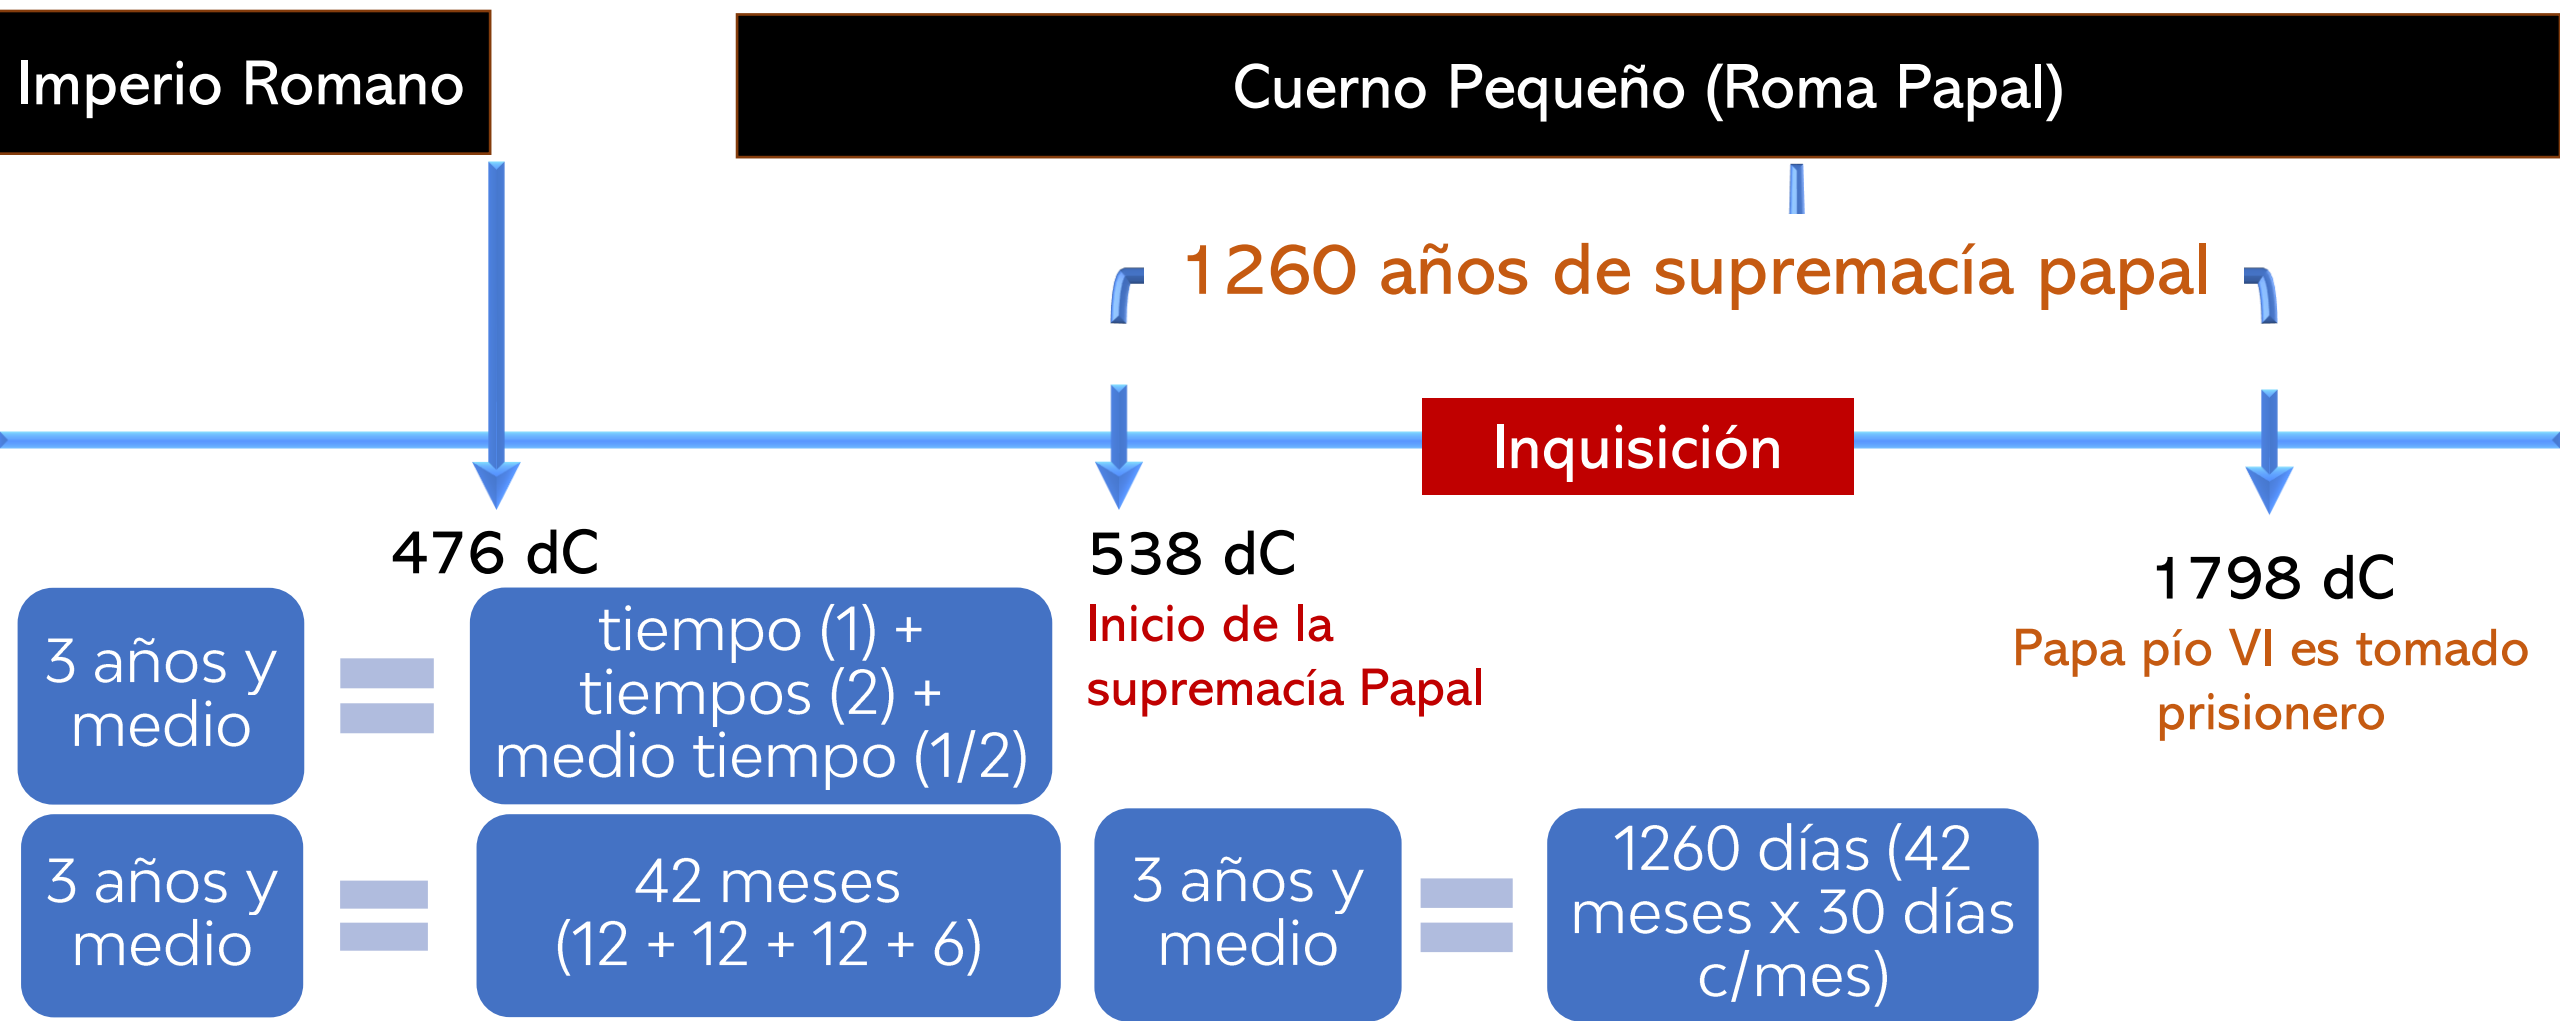 Imperio Romano
Cuerno Pequeño (Roma Papal)
1260 años de supremacía papal
Inquisición
476 dC
538 dC
Inicio de la
supremacía Papal
1798 dC
Papa pío VI es tomado
prisionero
3 años y
medio
tiempo (1) +
tiempos (2) +
medio tiempo (1/2)
3 años y
medio
42 meses
(12 + 12 + 12 + 6)
3 años y
medio
1260 días (42
meses x 30 días
c/mes)